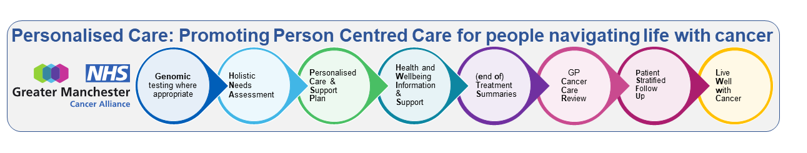 Personalised Care: Promoting Person Centred Care for people navigating life with cancer
NHS
Greater Manchester
Cancer Alliance
Genomic
testing where
appropriate
Holistic
Needs
Assessment
Personalised
Care &
Support
Plan
Health and
Wellbeing
Information
&
Support
(end of)
Treatment
Summaries
GP
Cancer
Care
Review
Patient
Stratified
Follow
Up
Live
Well
with
Cancer